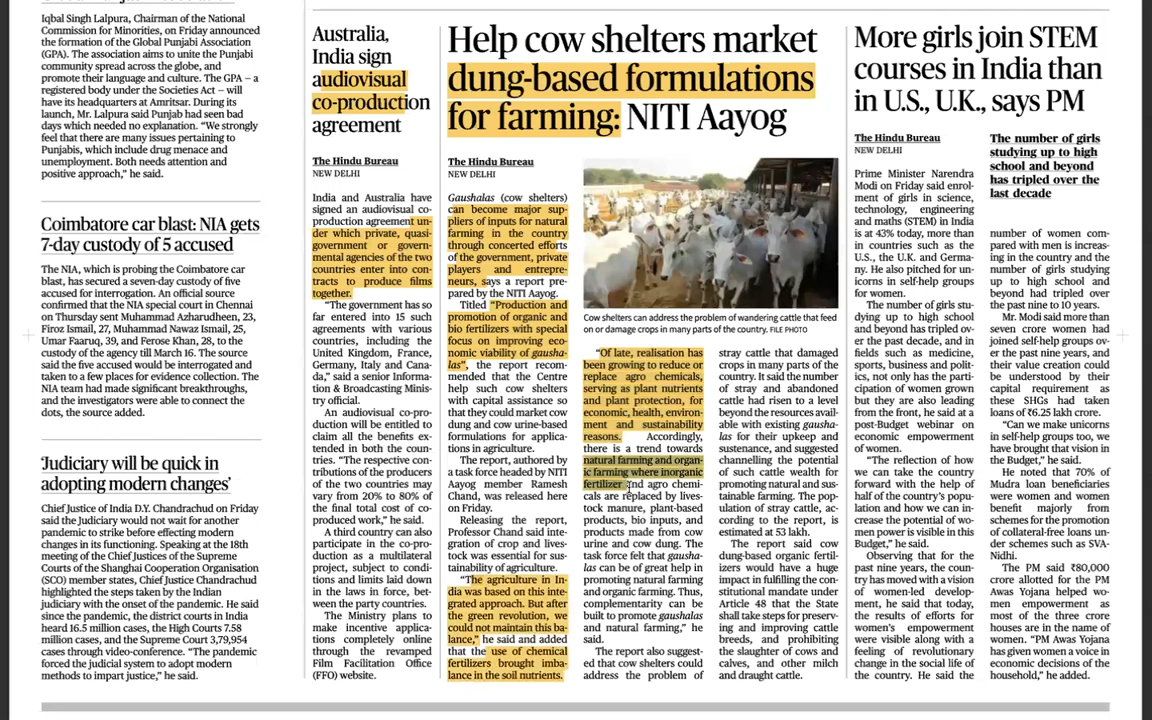 Iqbal Singh Lalpura, Chairman of the National
Commission for Minorities, on Friday announced
the formation of the Global Punjabi Association
(GPA). The association aims to unite the Punjabi
community spread across the globe, and
promote their language and culture. The GPA – a
registered body under the Societies Act – will
have its headquarters at Amritsar. During its
launch, Mr. Lalpura said Punjab had seen bad
days which needed no explanation. “We strongly
feel that there are many issues pertaining to
Punjabis, which include drug menace and
unemployment. Both needs attention and
positive approach,” he said.
Coimbatore car blast: NIA gets
7-day custody of 5 accused
The NIA, which is probing the Coimbatore car
blast, has secured a seven-day custody of five
accused for interrogation. An official source
confirmed that the NIA special court in Chennai
on Thursday sent Muhammad Azharudheen, 23,
Firoz Ismail, 27, Muhammad Nawaz Ismail, 25,
Umar Faaruq, 39, and Ferose Khan, 28, to the
custody of the agency till March 16. The source
said the five accused would be interrogated and
taken to a few places for evidence collection. The
NIA team had made significant breakthroughs,
and the investigators were able to connect the
dots, the source added.
‘Judiciary will be quick in
adopting modern changes’
Chief Justice of India D.Y. Chandrachud on Friday
said the Judiciary would not wait for another
pandemic to strike before effecting modern
changes in its functioning. Speaking at the 18th
meeting of the Chief Justices of the Supreme
Courts of the Shanghai Cooperation Organisation
(SCO) member states, Chief Justice Chandrachud
highlighted the steps taken by the Indian
judiciary with the onset of the pandemic. He said
since the pandemic, the district courts in India
heard 16.5 million cases, the High Courts 7.58
million cases, and the Supreme Court 3,79,954
cases through video-conference. “The pandemic
forced the judicial system to adopt modern
methods to impart justice,” he said.
Australia,
India sign
audiovisual
co-production
agreement
The Hindu Bureau
NEW DELHI
India and Australia have
signed an audiovisual co-
production agreement un-
der which private, quasi-
government or govern-
mental agencies of the two
countries enter into con-
tracts to produce films
together.
“The government has so
far entered into 15 such
agreements with various
countries, including the
United Kingdom, France,
Germany, Italy and Cana-
da,” said a senior Informa-
tion & Broadcasting Minis-
try official.
An audiovisual co-pro-
duction will be entitled to
claim all the benefits ex-
tended in both the coun-
tries. “The respective con-
tributions of the producers
of the two countries may
vary from 20% to 80% of
the final total cost of co-
produced work,” he said.
A third country can also
participate in the co-pro-
duction as a multilateral
project, subject to condi-
tions and limits laid down
in the laws in force, bet-
ween the party countries.
The Ministry plans to
make incentive applica-
tions completely online
through the revamped
Film Facilitation Office
(FFO) website.
Help cow shelters market
dung-based formulations
for farming: NITI Aayog
The Hindu Bureau
NEW DELHI
Gaushalas (cow shelters)
can become major sup-
pliers of inputs for natural
farming in the country
through concerted efforts
of the government, private
players and entrepre-
neurs, says a report pre-
pared by the NITI Aayog.
Titled “Production and
promotion of organic and
bio fertilizers with special
focus on improving eco-
nomic viability of gausha-
las”, the report recom-
mended that the Centre
help such cow shelters
with capital assistance so
that they could market cow
dung and cow urine-based
formulations for applica-
tions in agriculture.
The report, authored by
a task force headed by NITI
Aayog member Ramesh
Chand, was released here
on Friday.
Releasing the report,
Professor Chand said inte-
gration of crop and lives-
tock was essential for sus-
tainability of agriculture.
“The agriculture in In-
dia was based on this inte-
grated approach. But after
the green revolution, we
could not maintain this ba-
lance,” he said and added
that the use of chemical
fertilizers brought imba-
lance in the soil nutrients.
Cow shelters can address the problem of wandering cattle that feed
on or damage crops in many parts of the country. FILE PHOTO
“Of late, realisation has
been growing to reduce or
replace agro chemicals,
serving as plant nutrients
and plant protection, for
economic, health, environ-
ment and sustainability
reasons. Accordingly,
there is a trend towards
natural farming and organ-
ic farming where inorganic
fertilizer and agro chemi-
cals are replaced by lives-
tock manure, plant-based
products, bio inputs, and
products made from cow
urine and cow dung. The
task force felt that gausha-
las can be of great help in
promoting natural farming
and organic farming. Thus,
complementarity can be
built to promote gaushalas
and natural farming,” he
said.
The report also suggest-
ed that cow shelters could
address the problem of
stray cattle that damaged
crops in many parts of the
country. It said the number
of stray and abandoned
cattle had risen to a level
beyond the resources avail-
able with existing gausha-
las for their upkeep and
sustenance, and suggested
channelling the potential
of such cattle wealth for
promoting natural and sus-
tainable farming. The pop-
ulation of stray cattle, ac-
cording to the report, is
estimated at 53 lakh.
The report said cow
dung-based organic fertil-
izers would have a huge
impact in fulfilling the con-
stitutional mandate under
Article 48 that the State
shall take steps for preserv-
ing and improving cattle
breeds, and prohibiting
the slaughter of cows and
calves, and other milch
and draught cattle.
More girls join STEM
courses in India than
in U.S., U.K., says PM
The Hindu Bureau
NEW DELHI
Prime Minister Narendra
Modi on Friday said enrol-
ment of girls in science,
technology, engineering
and maths (STEM) in India
is at 43% today, more than
in countries such as the
U.S., the U.K. and Germa-
ny. He also pitched for un-
icorns in self-help groups
for women.
The number of girls stu-
dying up to high school
and beyond has tripled ov-
er the past decade, and in
fields such as medicine,
sports, business and polit-
ics, not only has the parti-
cipation of women grown
but they are also leading
from the front, he said at a
post-Budget webinar on
economic empowerment
of women.
“The reflection of how
we can take the country
forward with the help of
half of the country’s popu-
lation and how we can in-
crease the potential of wo-
men power is visible in this
Budget,” he said.
Observing that for the
past nine years, the coun-
try has moved with a vision
of women-led develop-
ment, he said that today,
the results of efforts for
women’s empowerment
were visible along with a
feeling of revolutionary
change in the social life of
the country. He said the
The number of girls
studying up to high
school and beyond
has tripled over the
last decade
number of women com-
pared with men is increas-
ing in the country and the
number of girls studying
up to high school and
beyond had tripled over
the past nine to 10 years.
Mr. Modi said more than
seven crore women had
joined self-help groups ov-
er the past nine years, and
their value creation could
be understood by their
capital requirement as
these SHGs had taken
loans of ₹6.25 lakh crore.
“Can we make unicorns
in self-help groups too, we
have brought that vision in
the Budget,” he said.
He noted that 70% of
Mudra loan beneficiaries
were women and women
benefit majorly from
schemes for the promotion
of collateral-free loans un-
der schemes such as SVA-
Nidhi.
The PM said ₹80,000
crore allotted for the PM
Awas Yojana helped wo-
men empowerment as
most of the three crore
houses are in the name of
women. “PM Awas Yojana
has given women a voice in
economic decisions of the
household,” he added.